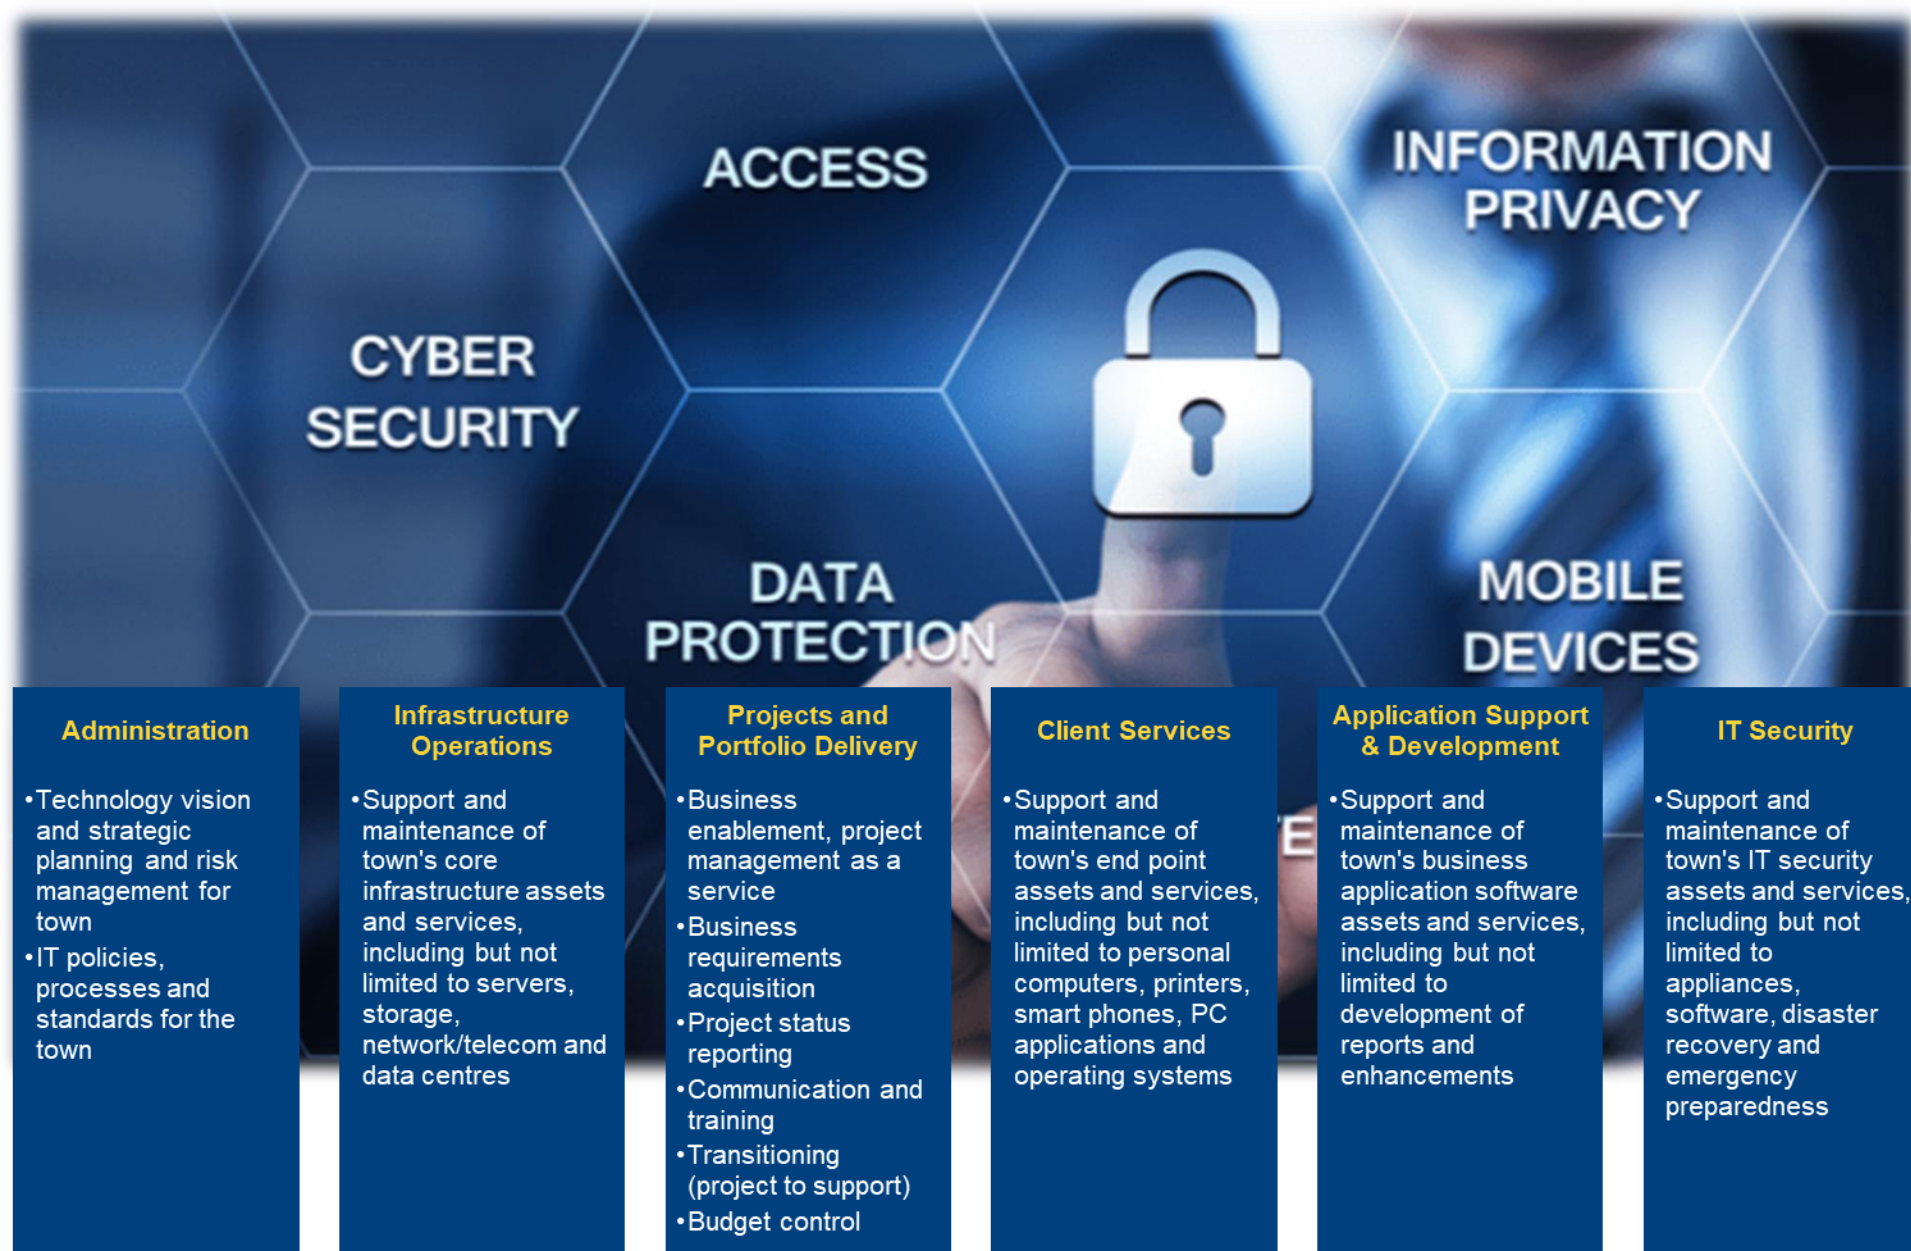 ACCESS
INFORMATION
PRIVACY
CYBER
SECURITY
DATA
PROTECTION
MOBILE
DEVICES
Administration
•Technology vision
and strategic
planning and risk
management for
town
•IT policies,
processes and
standards for the
town
Infrastructure
Operations
•Support and
maintenance of
town's core
infrastructure assets
and services,
including but not
limited to servers,
storage,
network/telecom and
data centres
Projects and
Portfolio Delivery
•Business
enablement, project
management as a
service
•Business
requirements
acquisition
•Project status
reporting
•Communication and
training
•Transitioning
(project to support)
•Budget control
Client Services
•Support and
maintenance of
town's end point
assets and services,
including but not
limited to personal
computers, printers,
smart phones, PC
applications and
operating systems
Application Support
& Development
•Support and
maintenance of
town's business
application software
assets and services,
including but not
limited to
development of
reports and
enhancements
IT Security
•Support and
maintenance of
town's IT security
assets and services,
including but not
limited to
appliances,
software, disaster
recovery and
emergency
preparedness